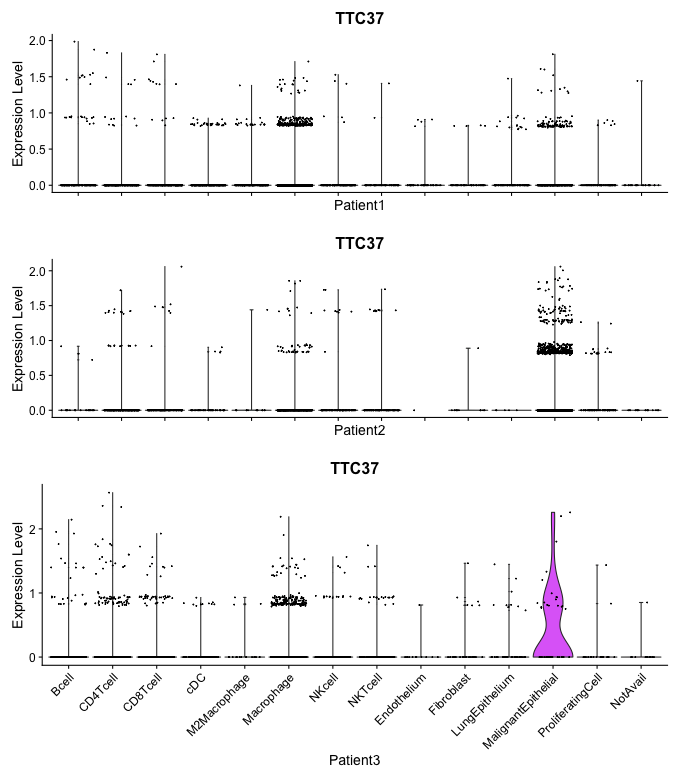 TTC37
Expression Level
2.0
1.5
1.0
0.5
0.0
Patient1
TTC37
Expression Level
2.0
1.5
1.0
0.5
0.0
Patient2
TTC37
Expression Level
2
1
0
Bcell
CD4Tcell
CD8Tcell
cDC
M2Macrophage
Macrophage
NKcell
NKTcell
Endothelium
Fibroblast
LungEpithelium
MalignantEpithelial
ProliferatingCell
NotAvail
Patient3